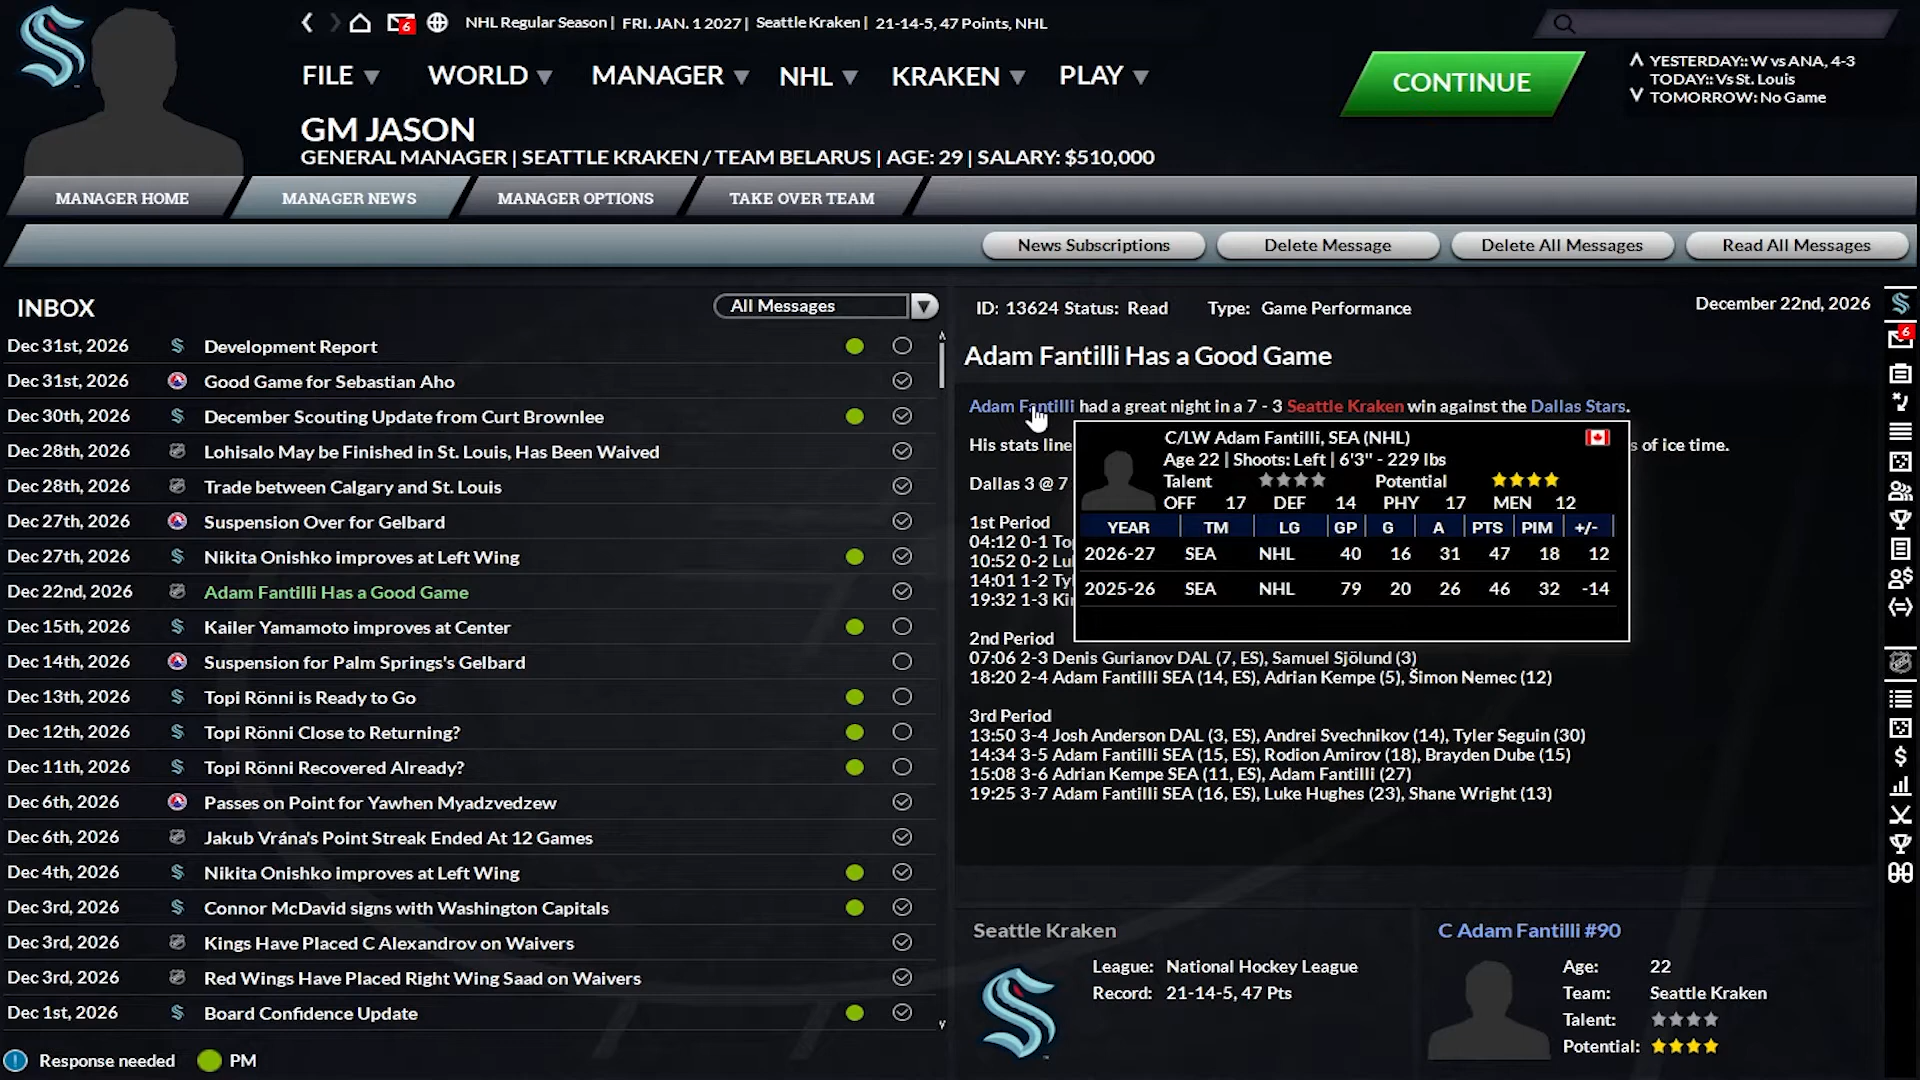 NHL Regular Season | FRI. JAN. 1 2027 | Seattle Kraken | 21-14-5, 47 Points, NHL
6
FILE WORLD MANAGER NHL KRAKEN PLAY
CONTINUE
YESTERDAY:: W vs ANA, 4-3
TODAY:: Vs St. Louis
TOMORROW: No Game
GM JASON
GENERAL MANAGER | SEATTLE KRAKEN / TEAM BELARUS | AGE: 29 | SALARY: $510,000
MANAGER HOME MANAGER NEWS MANAGER OPTIONS TAKE OVER TEAM
News Subscriptions Delete Message Delete All Messages Read All Messages
INBOX All Messages
Dec 31st, 2026 Development Report
Dec 31st, 2026 Good Game for Sebastian Aho
Dec 30th, 2026 December Scouting Update from Curt Brownlee
Dec 28th, 2026 Lohisalo May be Finished in St. Louis, Has Been Waived
Dec 28th, 2026 Trade between Calgary and St. Louis
Dec 27th, 2026 Suspension Over for Gelbard
Dec 27th, 2026 Nikita Onishko improves at Left Wing
Dec 22nd, 2026 Adam Fantilli Has a Good Game
Dec 15th, 2026 Kailer Yamamoto improves at Center
Dec 14th, 2026 Suspension for Palm Springs's Gelbard
Dec 13th, 2026 Topi Rönni is Ready to Go
Dec 12th, 2026 Topi Rönni Close to Returning?
Dec 11th, 2026 Topi Rönni Recovered Already?
Dec 6th, 2026 Passes on Point for Yawhen Myadzvedzew
Dec 6th, 2026 Jakub Vrána's Point Streak Ended At 12 Games
Dec 4th, 2026 Nikita Onishko improves at Left Wing
Dec 3rd, 2026 Connor McDavid signs with Washington Capitals
Dec 3rd, 2026 Kings Have Placed C Alexandrov on Waivers
Dec 3rd, 2026 Red Wings Have Placed Right Wing Saad on Waivers
Dec 1st, 2026 Board Confidence Update
Response needed PM
ID: 13624 Status: Read Type: Game Performance December 22nd, 2026
6
Adam Fantilli Has a Good Game
Adam Fantilli had a great night in a 7 - 3 Seattle Kraken win against the Dallas Stars.
His stats line s of ice time.
Dallas 3 @ 7
1st Period
04:12 0-1 To
10:52 0-2 Lu
14:01 1-2 Ty
19:32 1-3 Ki
C/LW Adam Fantilli, SEA (NHL)
Age 22 | Shoots: Left | 6'3" - 229 lbs
Talent Potential
OFF 17 DEF 14 PHY 17 MEN 12
YEAR TM LG GP G A PTS PIM +/-
2026-27 SEA NHL 40 16 31 47 18 12
2025-26 SEA NHL 79 20 26 46 32 -14
2nd Period
07:06 2-3 Denis Gurianov DAL (7, ES), Samuel Sjölund (3)
18:20 2-4 Adam Fantilli SEA (14, ES), Adrian Kempe (5), Šimon Nemec (12)
3rd Period
13:50 3-4 Josh Anderson DAL (3, ES), Andrei Svechnikov (14), Tyler Seguin (30)
14:34 3-5 Adam Fantilli SEA (15, ES), Rodion Amirov (18), Brayden Dube (15)
15:08 3-6 Adrian Kempe SEA (11, ES), Adam Fantilli (27)
19:25 3-7 Adam Fantilli SEA (16, ES), Luke Hughes (23), Shane Wright (13)
Seattle Kraken
League: National Hockey League
Record: 21-14-5, 47 Pts
C Adam Fantilli #90
Age: 22
Team: Seattle Kraken
Talent:
Potential: